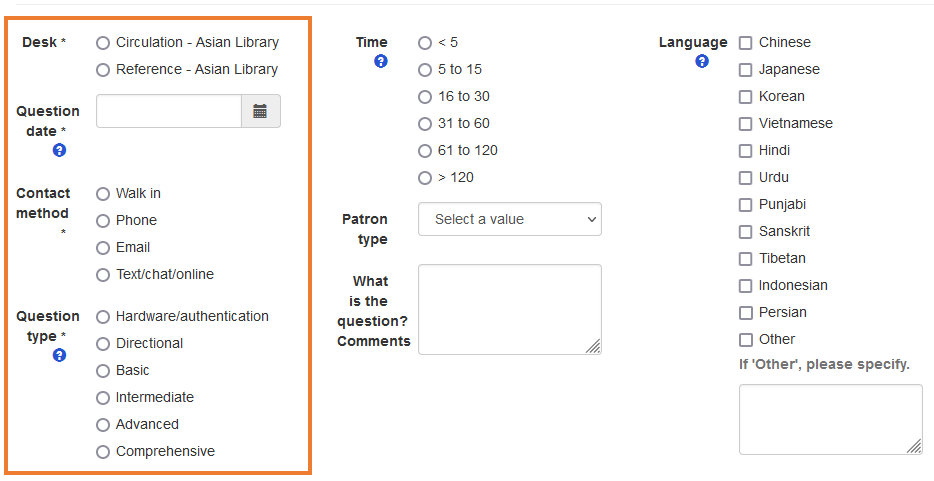 Desk *
Circulation - Asian Library
Reference - Asian Library
Question
date *
?
Contact
method
*
Walk in
Phone
Email
Text/chat/online
Question
type *
?
Hardware/authentication
Directional
Basic
Intermediate
Advanced
Comprehensive
Time
?
< 5
5 to 15
16 to 30
31 to 60
61 to 120
> 120
Patron
type
Select a value
What
is the
question?
Comments
Language
?
Chinese
Japanese
Korean
Vietnamese
Hindi
Urdu
Punjabi
Sanskrit
Tibetan
Indonesian
Persian
Other
If 'Other', please specify.